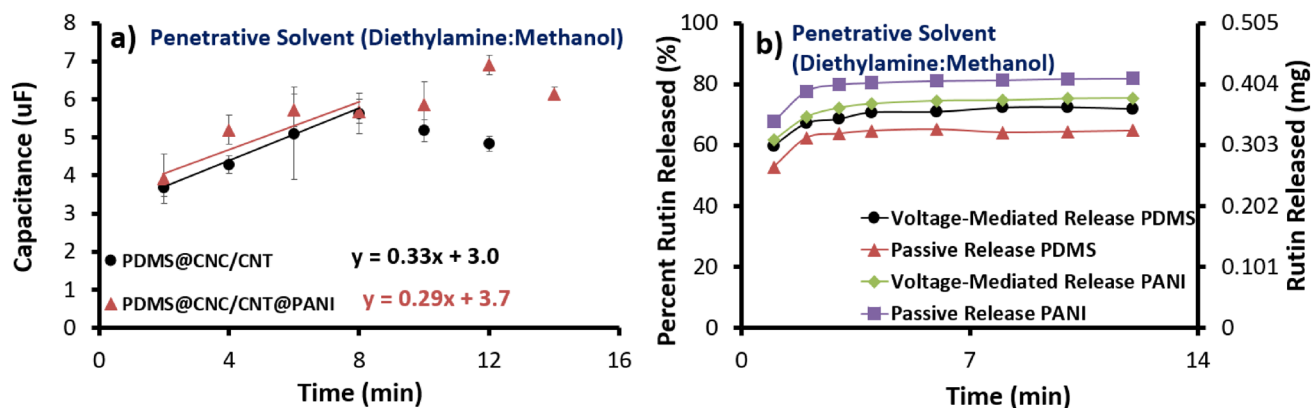 a) Penetrative Solvent (Diethylamine:Methanol)
Capacitance (uF)
8
7
6
5
4
3
2
1
0
PDMS@CNC/CNT
y = 0.33x + 3.0
PDMS@CNC/CNT@PANI
y = 0.29x + 3.7
0 4 8 12 16
Time (min)
b) Penetrative Solvent
(Diethylamine:Methanol)
Percent Rutin Released (%)
100
80
60
40
20
0
Voltage-Mediated Release PDMS
Passive Release PDMS
Voltage-Mediated Release PANI
Passive Release PANI
0 7 14
Time (min)
0.505
0.404
0.303
0.202
0.101
0
Rutin Released (mg)